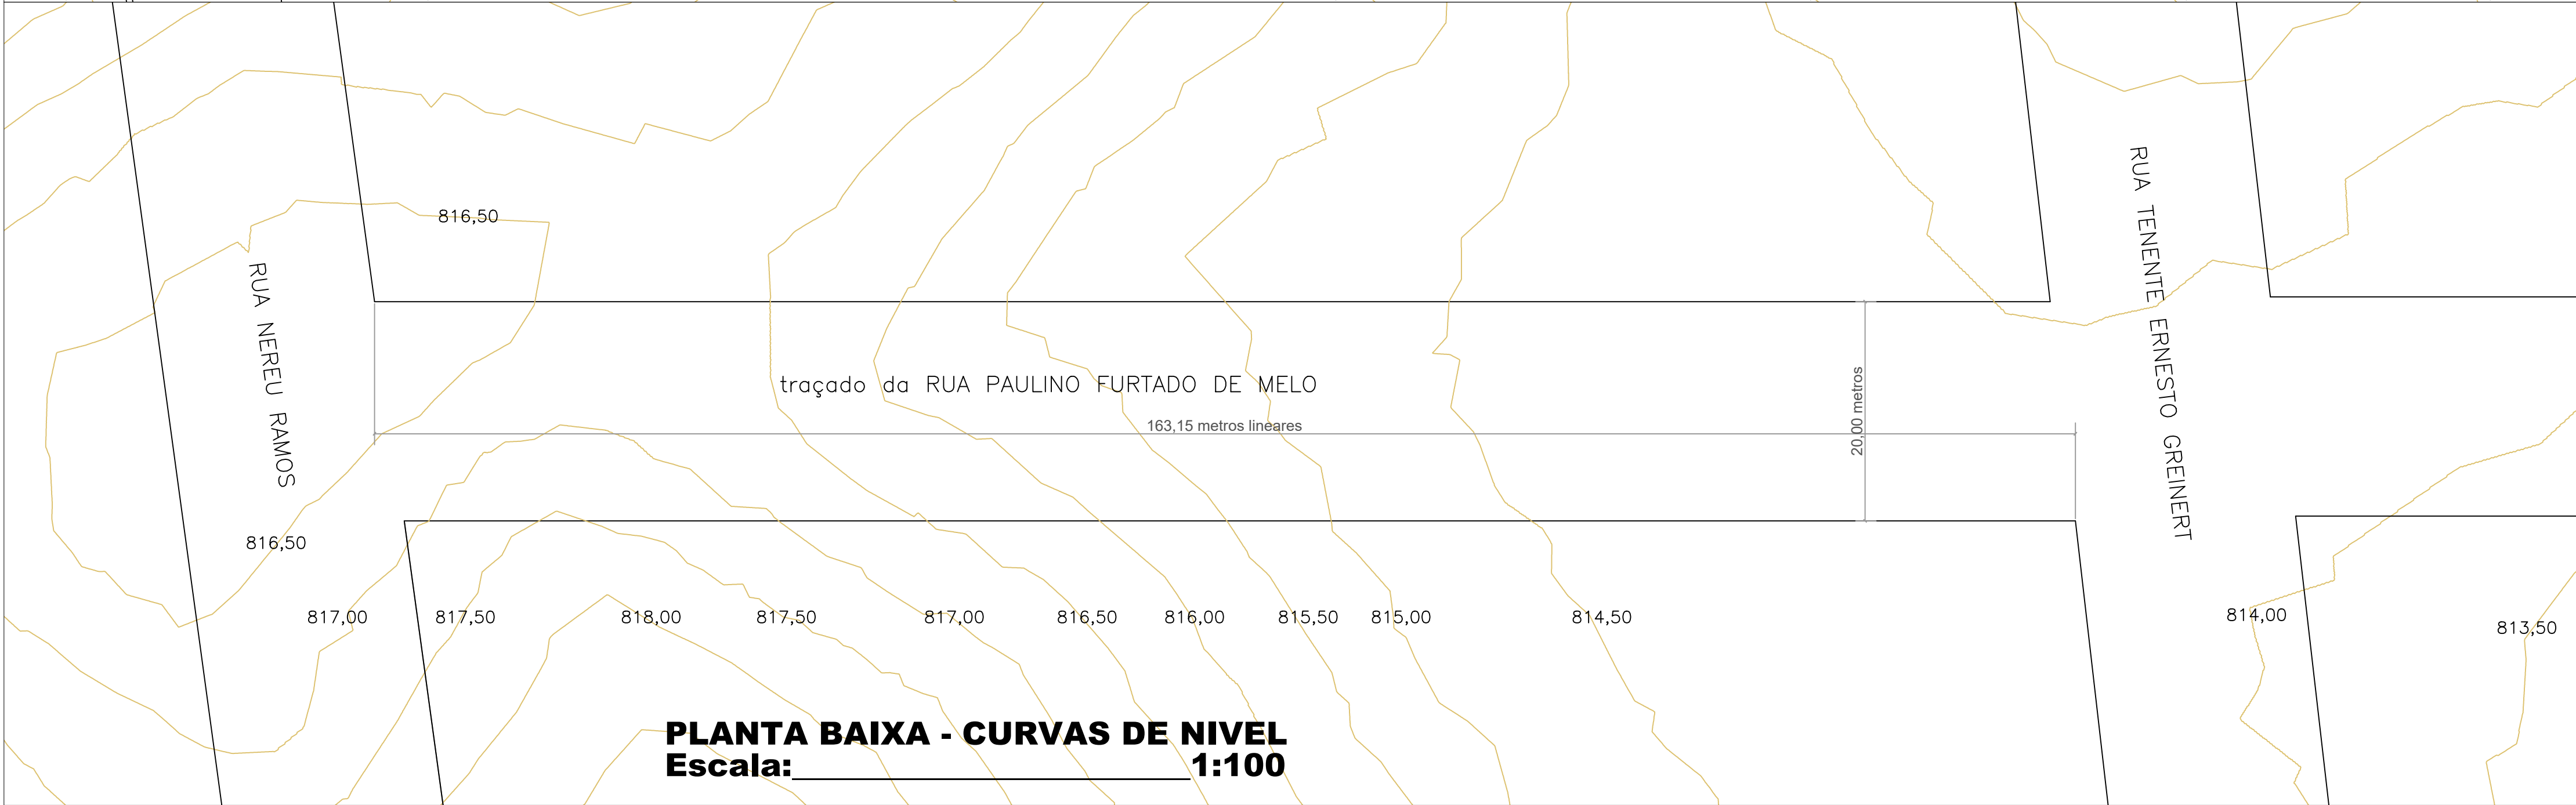 816,50
RUA NEREU RAMOS
RUA TENENTE ERNESTO GREINERT
traçado da RUA PAULINO FURTADO DE MELO
163,15 metros lineares
20,00 metros
816,50
817,00
817,50
818,00
817,50
817,00
816,50
816,00
815,50
815,00
814,50
814,00
813,50
PLANTA BAIXA - CURVAS DE NIVEL
Escala:________________________1:100